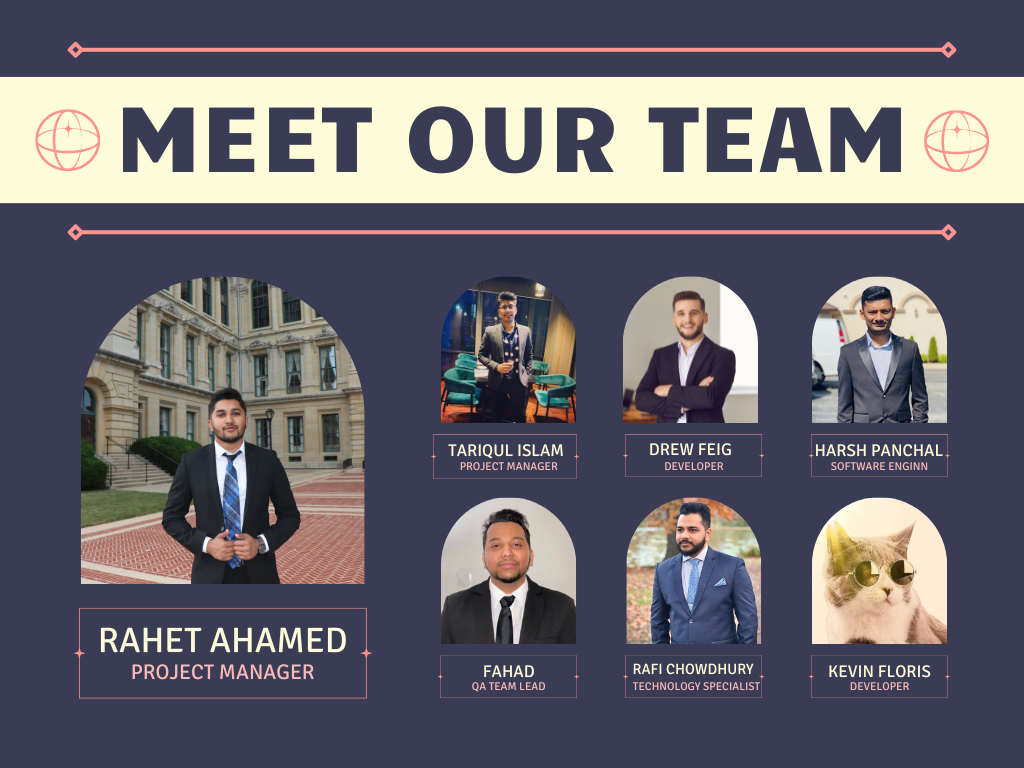 MEET OUR TEAM
RAHET AHAMED
PROJECT MANAGER
TARIQUL ISLAM
PROJECT MANAGER
DREW FEIG
DEVELOPER
HARSH PANCHAL
SOFTWARE ENGINN
FAHAD
QA TEAM LEAD
RAFI CHOWDHURY
TECHNOLOGY SPECIALIST
KEVIN FLORIS
DEVELOPER